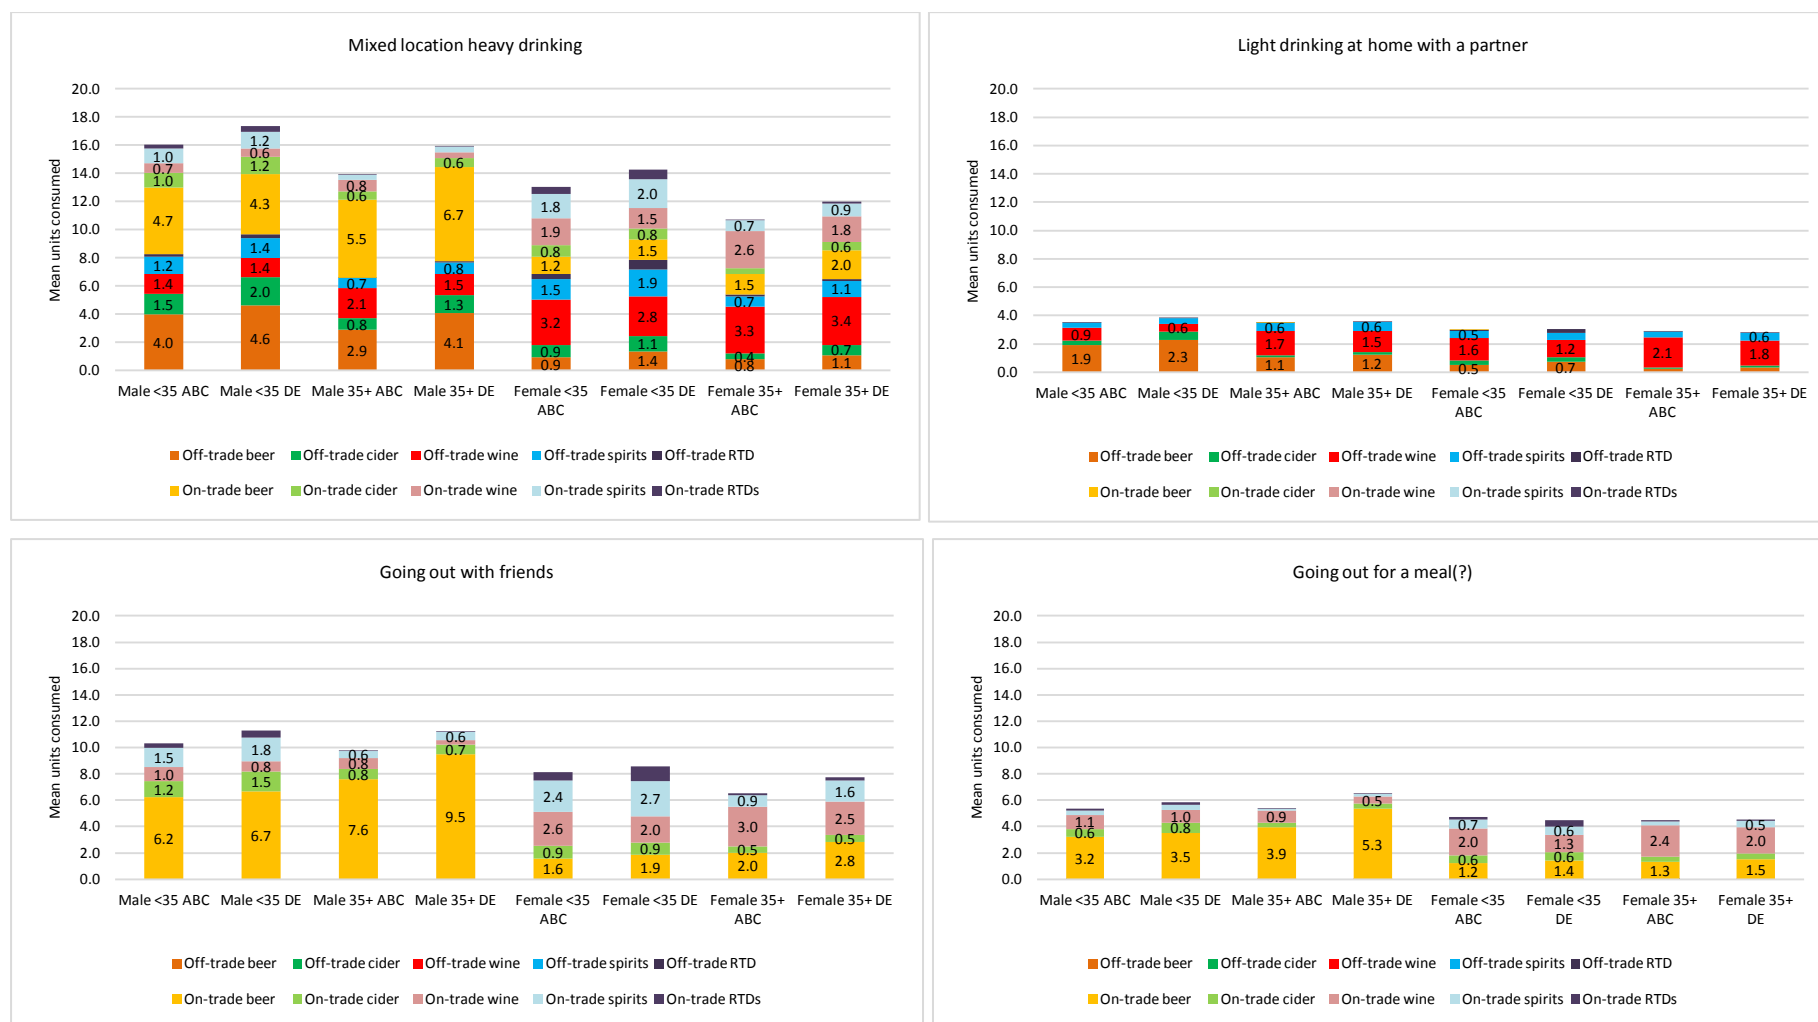 Mixed location heavy drinking
Mean units consumed
20.0
18.0
16.0
14.0
12.0
10.0
8.0
6.0
4.0
2.0
0.0
1.0 0.7 1.0 4.7 1.2 1.4 1.5 4.0
1.2 0.6 1.2 4.3 1.4 1.4 2.0 4.6
0.8 0.6 5.5 0.7 2.1 0.8 2.9
0.6 6.7 0.8 1.5 1.3 4.1
1.8 1.9 0.8 1.2 1.5 3.2 0.9 0.9
2.0 1.5 0.8 1.5 1.9 2.8 1.1 1.4
0.7 2.6 1.5 0.7 3.3 0.4 0.8
0.9 1.8 0.6 2.0 1.1 3.4 0.7 1.1
Male <35 ABC Male <35 DE Male 35+ ABC Male 35+ DE Female <35 ABC Female <35 DE Female 35+ ABC Female 35+ DE
Off-trade beer Off-trade cider Off-trade wine Off-trade spirits Off-trade RTD
On-trade beer On-trade cider On-trade wine On-trade spirits On-trade RTDs
Light drinking at home with a partner
Mean units consumed
20.0
18.0
16.0
14.0
12.0
10.0
8.0
6.0
4.0
2.0
0.0
0.9 1.9
0.6 2.3
0.6 1.7 1.1
0.6 1.5 1.2
0.5 1.6 0.5
1.2 0.7
2.1
0.6 1.8
Male <35 ABC Male <35 DE Male 35+ ABC Male 35+ DE Female <35 ABC Female <35 DE Female 35+ ABC Female 35+ DE
Off-trade beer Off-trade cider Off-trade wine Off-trade spirits Off-trade RTD
On-trade beer On-trade cider On-trade wine On-trade spirits On-trade RTDs
Going out with friends
Mean units consumed
20.0
18.0
16.0
14.0
12.0
10.0
8.0
6.0
4.0
2.0
0.0
1.5 1.0 1.2 6.2
1.8 0.8 1.5 6.7
0.6 0.8 0.8 7.6
0.6 0.7 9.5
2.4 2.6 0.9 1.6
2.7 2.0 0.9 1.9
0.9 3.0 0.5 2.0
1.6 2.5 0.5 2.8
Male <35 ABC Male <35 DE Male 35+ ABC Male 35+ DE Female <35 ABC Female <35 DE Female 35+ ABC Female 35+ DE
Off-trade beer Off-trade cider Off-trade wine Off-trade spirits Off-trade RTD
On-trade beer On-trade cider On-trade wine On-trade spirits On-trade RTDs
Going out for a meal(?)
Mean units consumed
20.0
18.0
16.0
14.0
12.0
10.0
8.0
6.0
4.0
2.0
0.0
1.1 0.6 3.2
1.0 0.8 3.5
0.9 3.9
0.5 5.3
0.7 2.0 0.6 1.2
0.6 1.3 0.6 1.4
2.4 1.3
0.5 2.0 1.5
Male <35 ABC Male <35 DE Male 35+ ABC Male 35+ DE Female <35 ABC Female <35 DE Female 35+ ABC Female 35+ DE
Off-trade beer Off-trade cider Off-trade wine Off-trade spirits Off-trade RTD
On-trade beer On-trade cider On-trade wine On-trade spirits On-trade RTDs